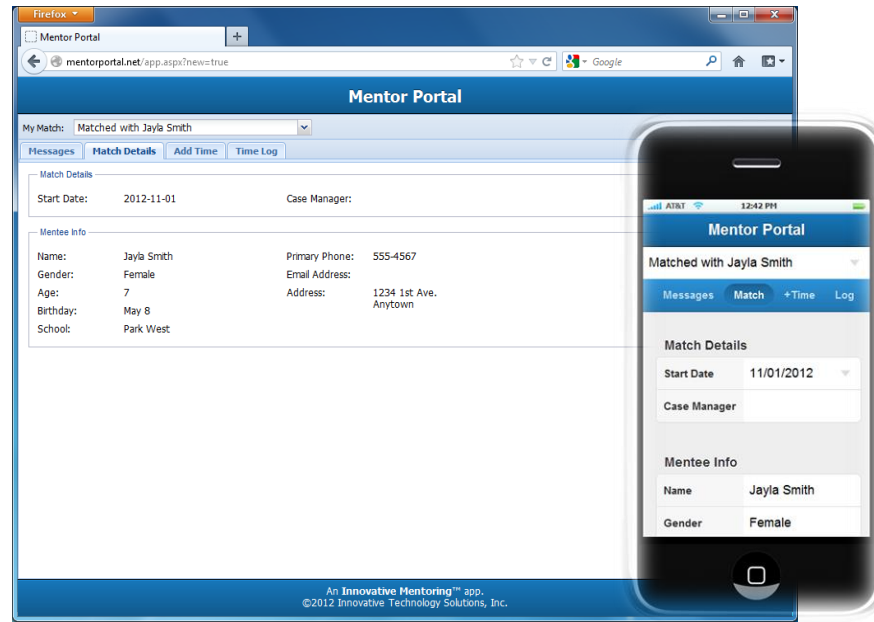 Firefox
Mentor Portal
+
mentorportal.net/app.aspx?new=true
Google
Mentor Portal
My Match: Matched with Jayla Smith
Messages Match Details Add Time Time Log
Match Details
Start Date: 2012-11-01 Case Manager:
Mentee Info
Name: Jayla Smith Primary Phone: 555-4567
Gender: Female Email Address:
Age: 7 Address: 1234 1st Ave.
Anytown
Birthday: May 8
School: Park West
An Innovative Mentoring™ app.
©2012 Innovative Technology Solutions, Inc.
AT&T 12:42 PM
Mentor Portal
Matched with Jayla Smith
Messages Match +Time Log
Match Details
Start Date 11/01/2012
Case Manager
Mentee Info
Name Jayla Smith
Gender Female